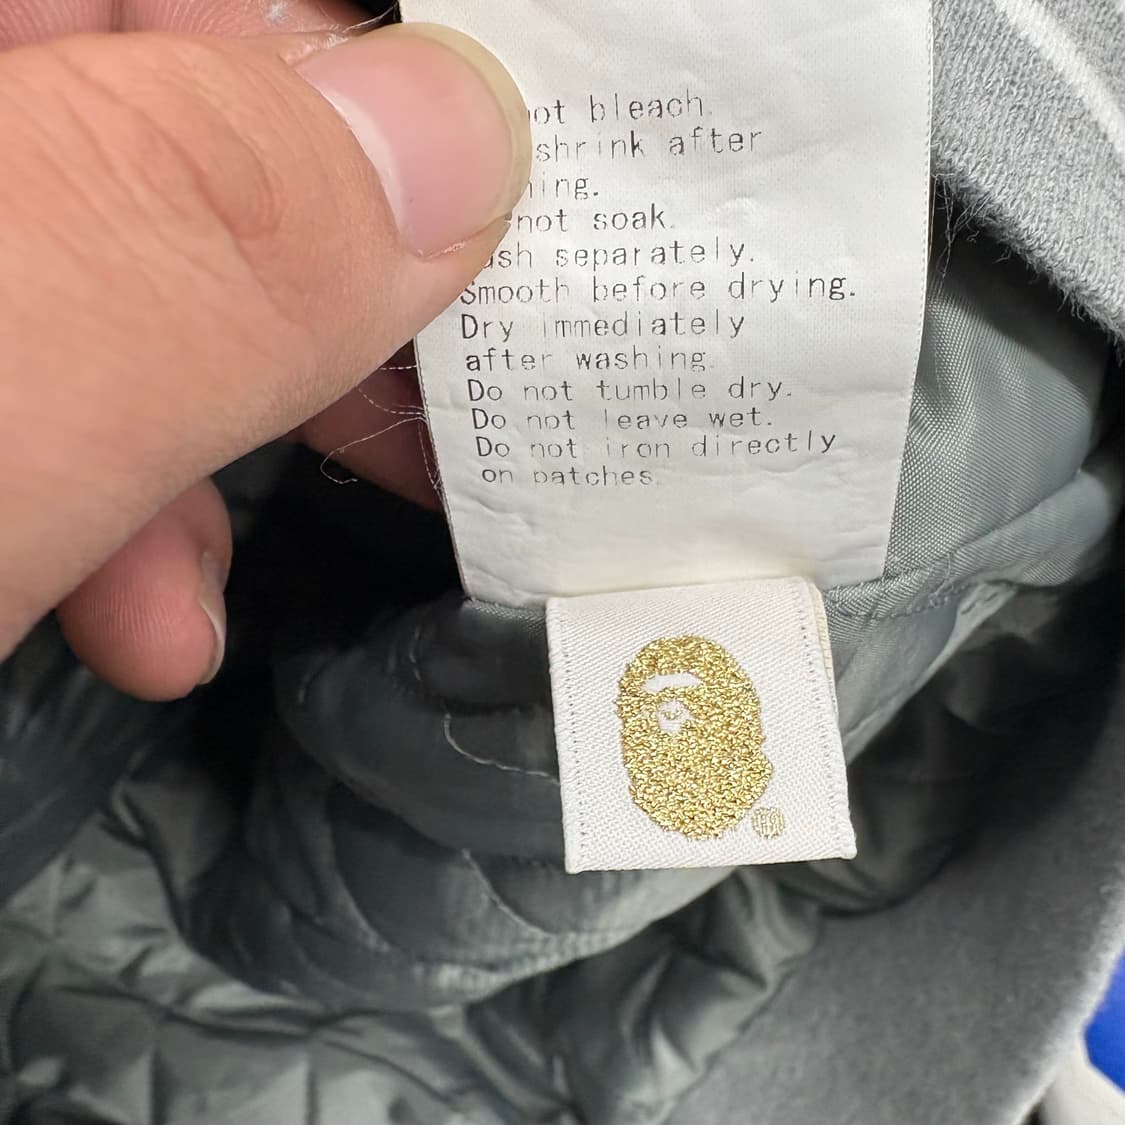 ot bleach.
shrink after
ing.
not soak.
sh separately.
Smooth before drying.
Dry immediately
after washing.
Do not tumble dry.
Do not leave wet.
Do not iron directly
on patches.